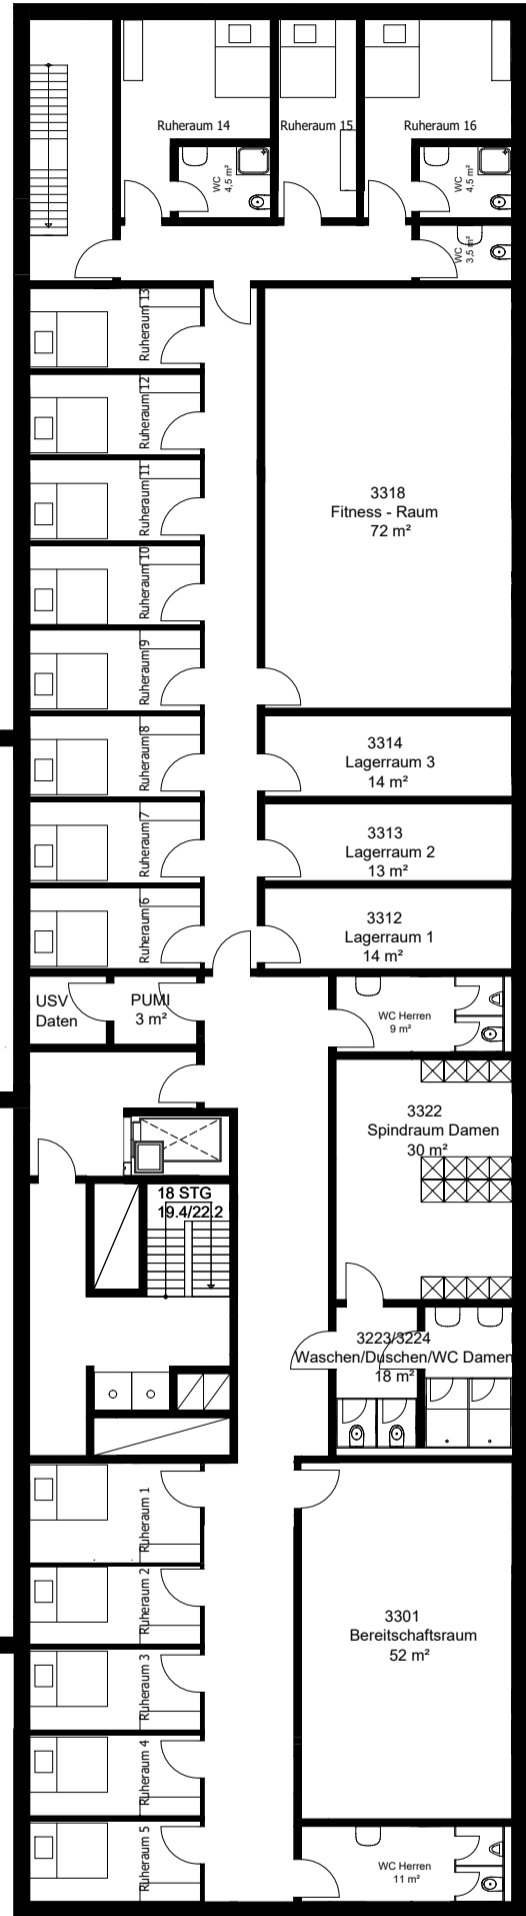 Ruheraum 14
Ruheraum 15
Ruheraum 16
WC
4,5 m²
WC
4,5 m²
WC
3,5 m²
Ruheraum 13
Ruheraum 12
Ruheraum 11
Ruheraum 10
Ruheraum 9
3318
Fitness - Raum
72 m²
Ruheraum 8
3314
Lagerraum 3
14 m²
Ruheraum 7
3313
Lagerraum 2
13 m²
Ruheraum 6
3312
Lagerraum 1
14 m²
USV
Daten
PUMI
3 m²
WC Herren
9 m²
3322
Spindraum Damen
30 m²
18 STG
19.4/22.2
3223/3224
Waschen/Duschen/WC Damen
18 m²
Ruheraum 1
Ruheraum 2
Ruheraum 3
Ruheraum 4
Ruheraum 5
3301
Bereitschaftsraum
52 m²
WC Herren
11 m²